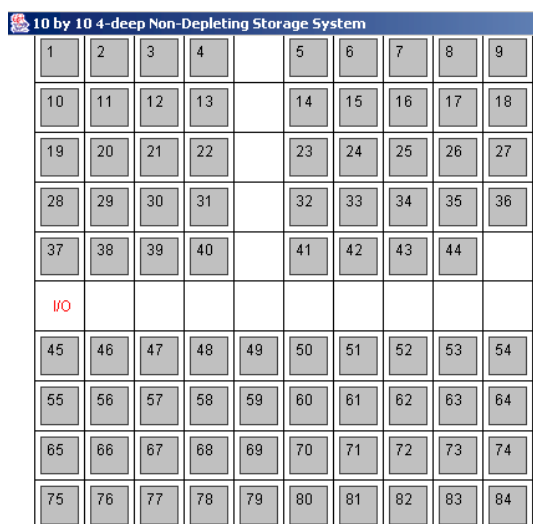 10 by 10 4-deep Non-Depleting Storage System
1 2 3 4 5 6 7 8 9
10 11 12 13 14 15 16 17 18
19 20 21 22 23 24 25 26 27
28 29 30 31 32 33 34 35 36
37 38 39 40 41 42 43 44
I/O
45 46 47 48 49 50 51 52 53 54
55 56 57 58 59 60 61 62 63 64
65 66 67 68 69 70 71 72 73 74
75 76 77 78 79 80 81 82 83 84